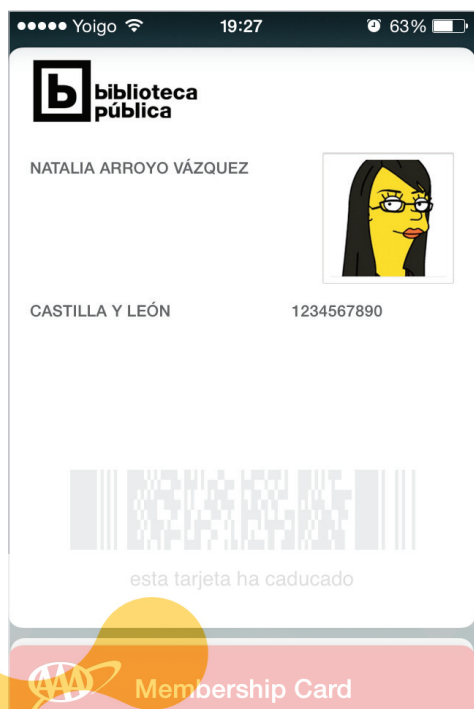 Yoigo 19:27 63%
b biblioteca
pública
NATALIA ARROYO VÁZQUEZ
CASTILLA Y LEÓN 1234567890
esta tarjeta ha caducado
AAA Membership Card